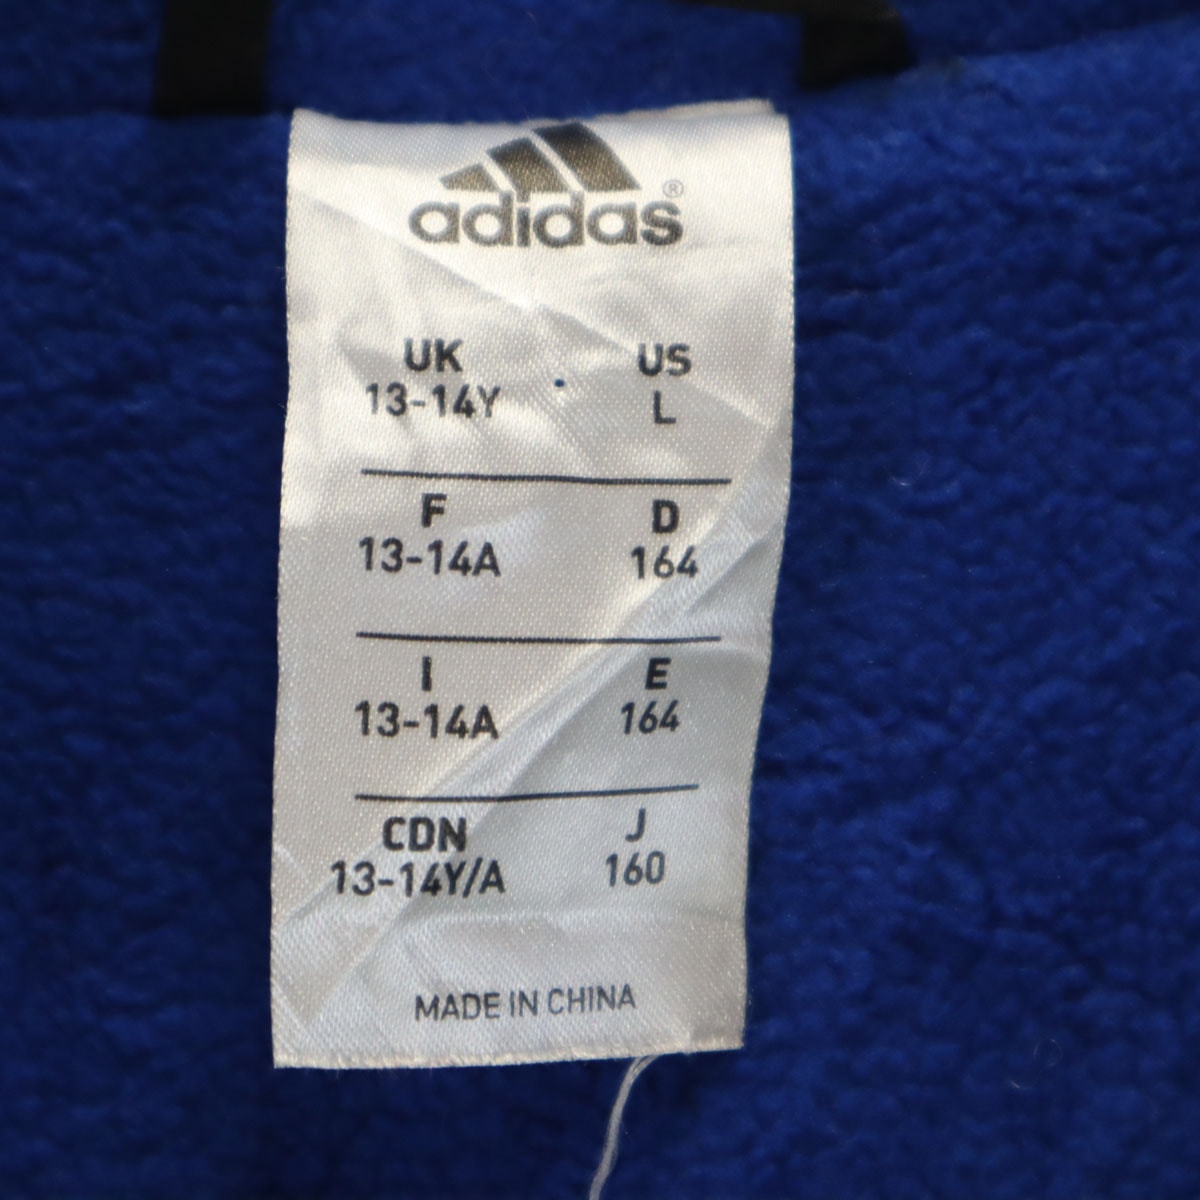 adidas®
UK US
13-14Y L
F D
13-14A 164
I E
13-14A 164
CDN J
13-14Y/A 160
MADE IN CHINA